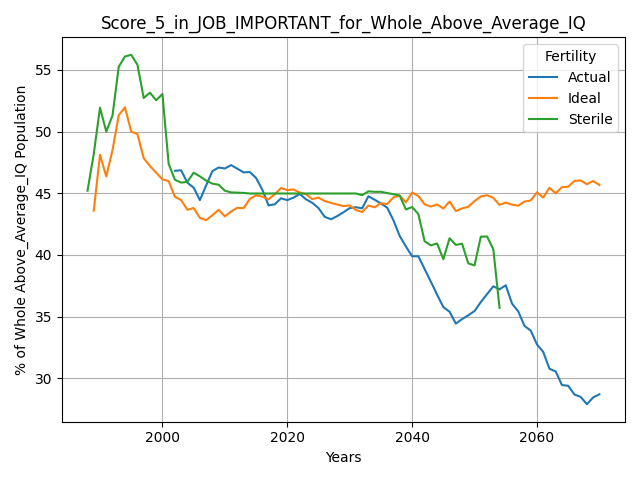 Score_5_in_JOB_IMPORTANT_for_Whole_Above_Average_IQ
% of Whole Above_Average_IQ Population
55
50
45
40
35
30
Fertility
Actual
Ideal
Sterile
2000
2020
2040
2060
Years